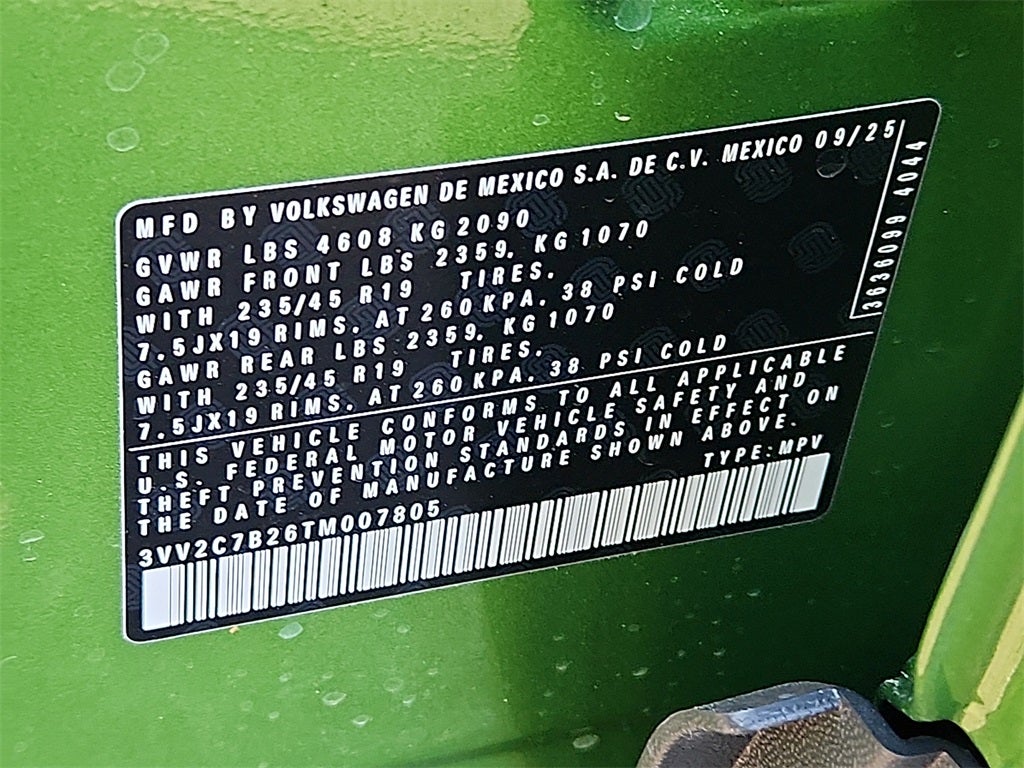 MFD BY VOLKSWAGEN DE MEXICO S.A. DE C.V. MEXICO 09/25
GVWR LBS 4608 KG 2090
GAWR FRONT LBS 2359, KG 1070
WITH 235/45 R19 TIRES.
7.5JX19 RIMS. AT 260 KPA. 38 PSI COLD
GAWR REAR LBS 2359, KG 1070
WITH 235/45 R19 TIRES.
7.5JX19 RIMS. AT 260 KPA. 38 PSI COLD
3636099 4044
THIS VEHICLE CONFORMS TO ALL APPLICABLE
U.S. FEDERAL MOTOR VEHICLE SAFETY AND
THEFT PREVENTION STANDARDS IN EFFECT ON
THE DATE OF MANUFACTURE SHOWN ABOVE.
TYPE: MPV
3VV2C7B26TM007805